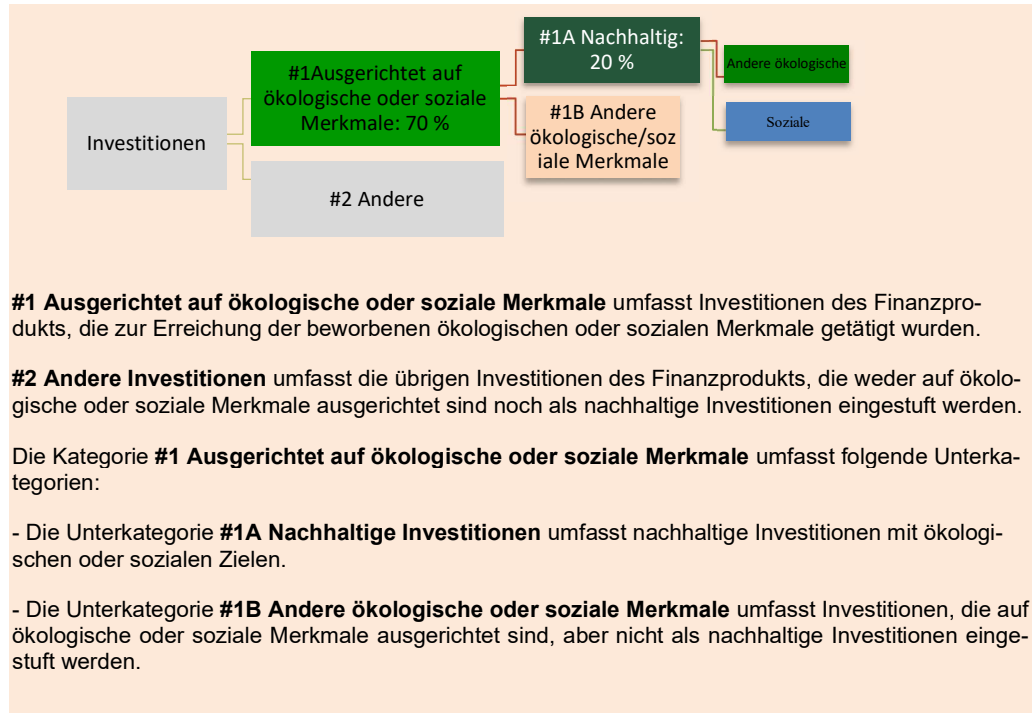 #1A Nachhaltig:
20 %
Andere ökologische
#1Ausgerichtet auf
ökologische oder soziale
Merkmale: 70 %
#1B Andere
ökologische/soz
iale Merkmale
Soziale
Investitionen
#2 Andere
#1 Ausgerichtet auf ökologische oder soziale Merkmale umfasst Investitionen des Finanzpro-
dukts, die zur Erreichung der beworbenen ökologischen oder sozialen Merkmale getätigt wurden.
#2 Andere Investitionen umfasst die übrigen Investitionen des Finanzprodukts, die weder auf ökolo-
gische oder soziale Merkmale ausgerichtet sind noch als nachhaltige Investitionen eingestuft werden.
Die Kategorie #1 Ausgerichtet auf ökologische oder soziale Merkmale umfasst folgende Unterka-
tegorien:
- Die Unterkategorie #1A Nachhaltige Investitionen umfasst nachhaltige Investitionen mit ökologi-
schen oder sozialen Zielen.
- Die Unterkategorie #1B Andere ökologische oder soziale Merkmale umfasst Investitionen, die auf
ökologische oder soziale Merkmale ausgerichtet sind, aber nicht als nachhaltige Investitionen einge-
stuft werden.